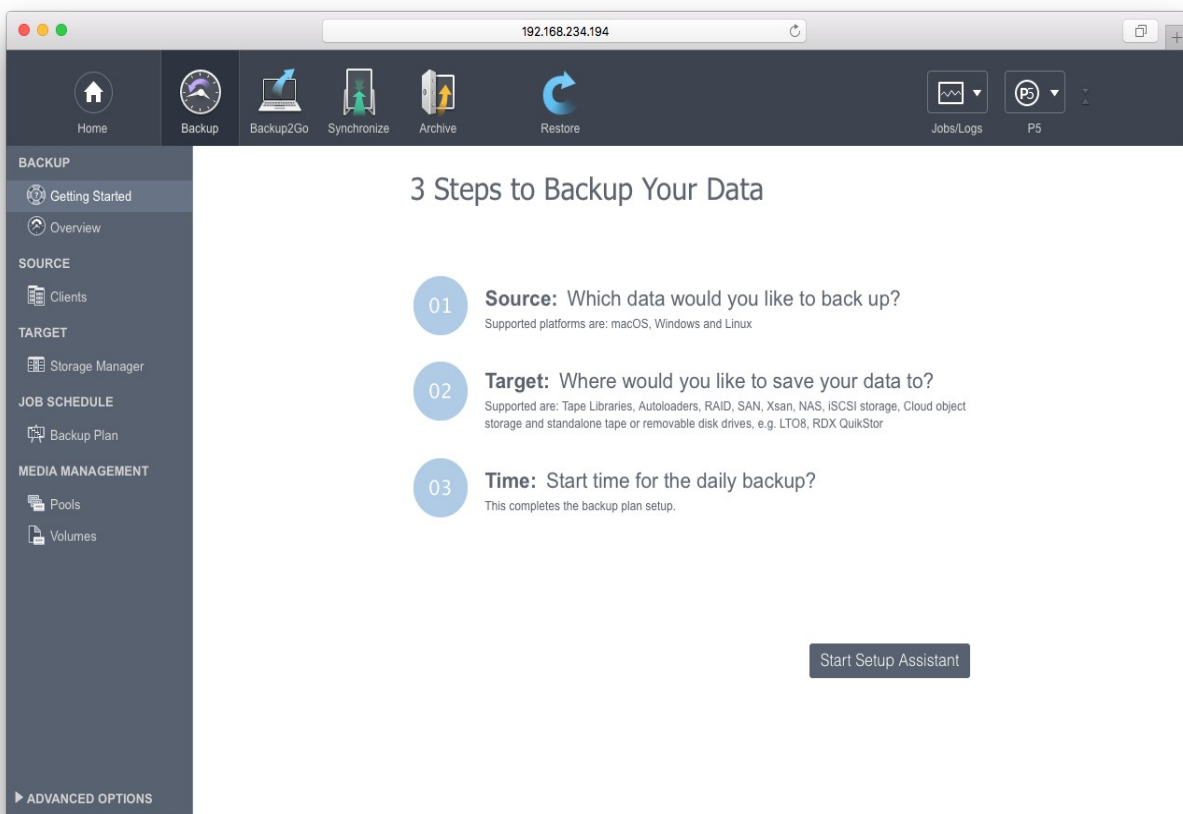 192.168.234.194
Home
Backup
Backup2Go
Synchronize
Archive
Restore
Jobs/Logs
P5
P5
BACKUP
Getting Started
Overview
SOURCE
Clients
TARGET
Storage Manager
JOB SCHEDULE
Backup Plan
MEDIA MANAGEMENT
Pools
Volumes
ADVANCED OPTIONS
3 Steps to Backup Your Data
01
Source: Which data would you like to back up?
Supported platforms are: macOS, Windows and Linux
02
Target: Where would you like to save your data to?
Supported are: Tape Libraries, Autoloaders, RAID, SAN, Xsan, NAS, iSCSI storage, Cloud object
storage and standalone tape or removable disk drives, e.g. LTO8, RDX QuikStor
03
Time: Start time for the daily backup?
This completes the backup plan setup.
Start Setup Assistant